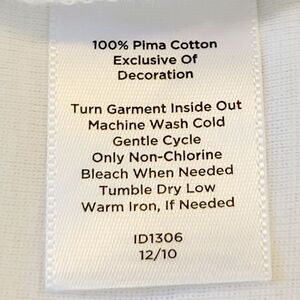 100% Pima Cotton
Exclusive Of
Decoration
Turn Garment Inside Out
Machine Wash Cold
Gentle Cycle
Only Non-Chlorine
Bleach When Needed
Tumble Dry Low
Warm Iron, If Needed
ID1306
12/10